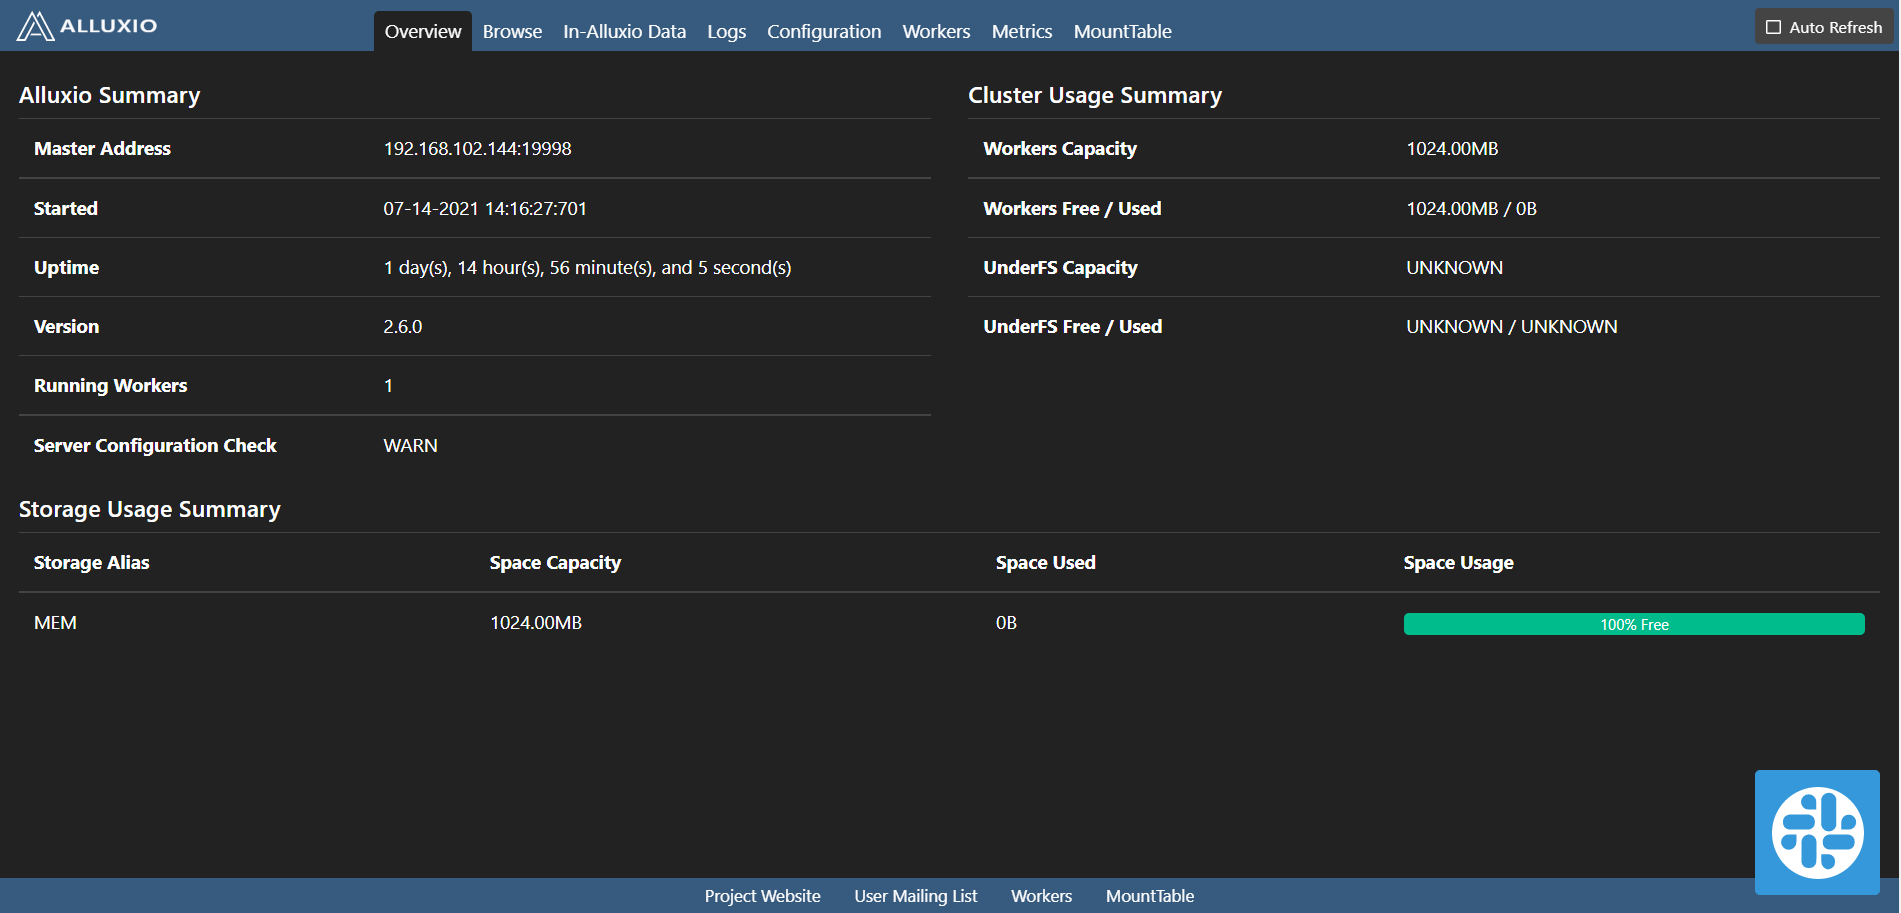 ALLUXIO
Overview Browse In-Alluxio Data Logs Configuration Workers Metrics MountTable
Auto Refresh
Alluxio Summary
Master Address 192.168.102.144:19998
Started 07-14-2021 14:16:27:701
Uptime 1 day(s), 14 hour(s), 56 minute(s), and 5 second(s)
Version 2.6.0
Running Workers 1
Server Configuration Check WARN
Cluster Usage Summary
Workers Capacity 1024.00MB
Workers Free / Used 1024.00MB / 0B
UnderFS Capacity UNKNOWN
UnderFS Free / Used UNKNOWN / UNKNOWN
Storage Usage Summary
Storage Alias Space Capacity Space Used Space Usage
MEM 1024.00MB 0B 100% Free
Project Website User Mailing List Workers MountTable